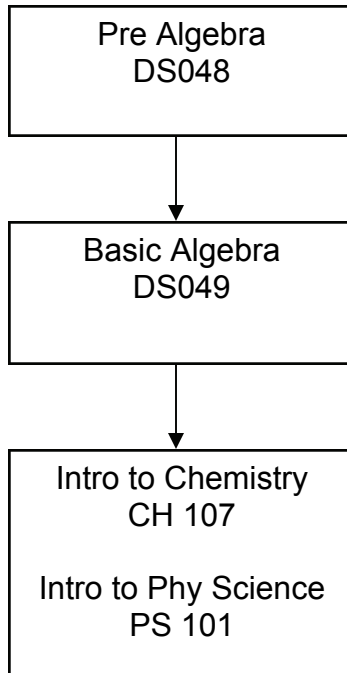 Pre Algebra
DS048
Basic Algebra
DS049
Intro to Chemistry
CH 107
Intro to Phy Science
PS 101